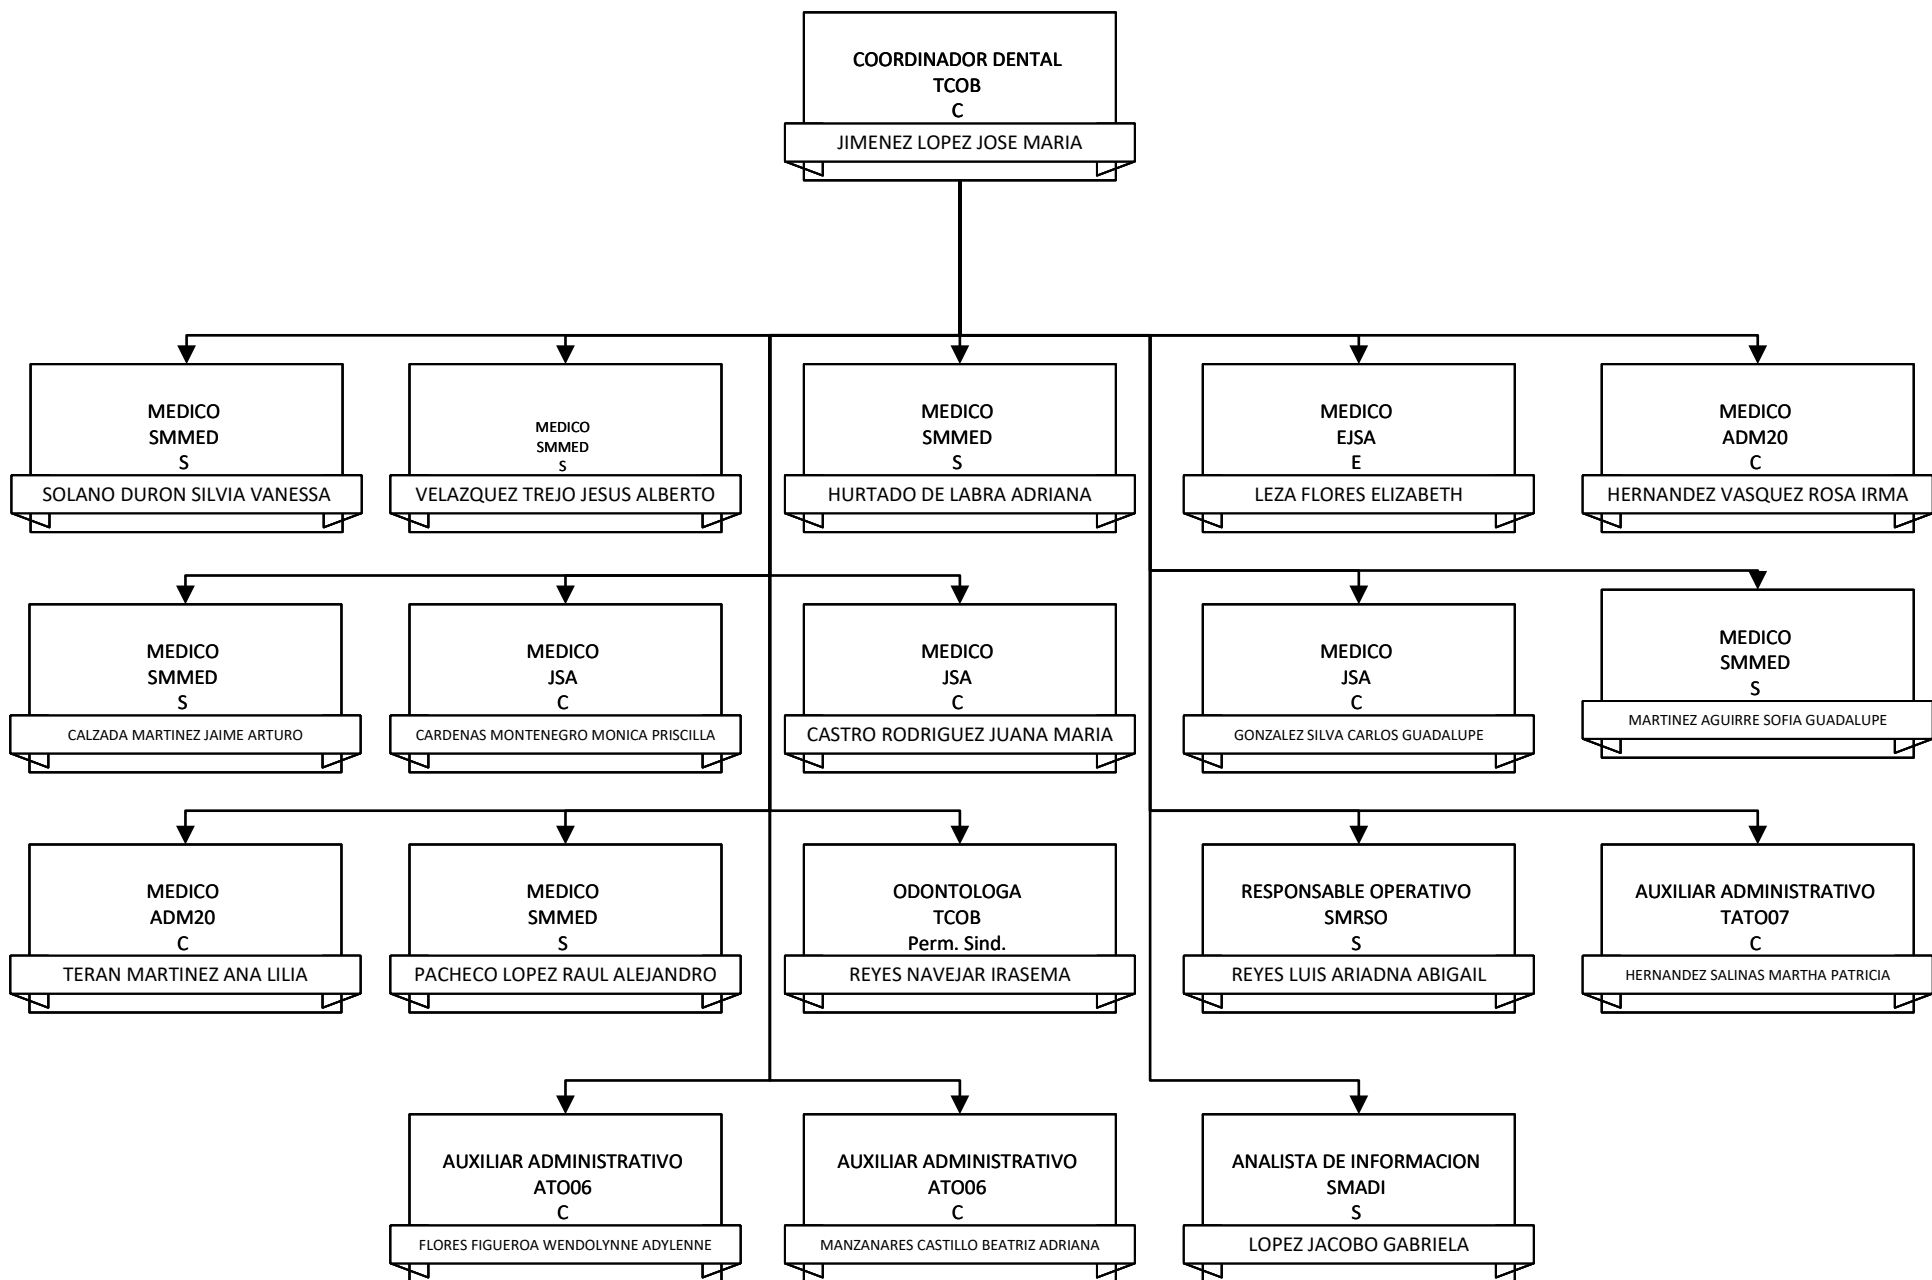 COORDINADOR DENTAL
TCOB
C
JIMENEZ LOPEZ JOSE MARIA
MEDICO
SMMED
S
SOLANO DURON SILVIA VANESSA
MEDICO
SMMED
S
VELAZQUEZ TREJO JESUS ALBERTO
MEDICO
SMMED
S
HURTADO DE LABRA ADRIANA
MEDICO
EJSA
E
LEZA FLORES ELIZABETH
MEDICO
ADM20
C
HERNANDEZ VASQUEZ ROSA IRMA
MEDICO
SMMED
S
CALZADA MARTINEZ JAIME ARTURO
MEDICO
JSA
C
CARDENAS MONTENEGRO MONICA PRISCILLA
MEDICO
JSA
C
CASTRO RODRIGUEZ JUANA MARIA
MEDICO
JSA
C
GONZALEZ SILVA CARLOS GUADALUPE
MEDICO
SMMED
S
MARTINEZ AGUIRRE SOFIA GUADALUPE
MEDICO
ADM20
C
TERAN MARTINEZ ANA LILIA
MEDICO
SMMED
S
PACHECO LOPEZ RAUL ALEJANDRO
ODONTOLOGA
TCOB
Perm. Sind.
REYES NAVEJAR IRASEMA
RESPONSABLE OPERATIVO
SMRSO
S
REYES LUIS ARIADNA ABIGAIL
AUXILIAR ADMINISTRATIVO
TATO07
C
HERNANDEZ SALINAS MARTHA PATRICIA
AUXILIAR ADMINISTRATIVO
ATO06
C
FLORES FIGUEROA WENDOLYNNE ADYLENNE
AUXILIAR ADMINISTRATIVO
ATO06
C
MANZANARES CASTILLO BEATRIZ ADRIANA
ANALISTA DE INFORMACION
SMADI
S
LOPEZ JACOBO GABRIELA